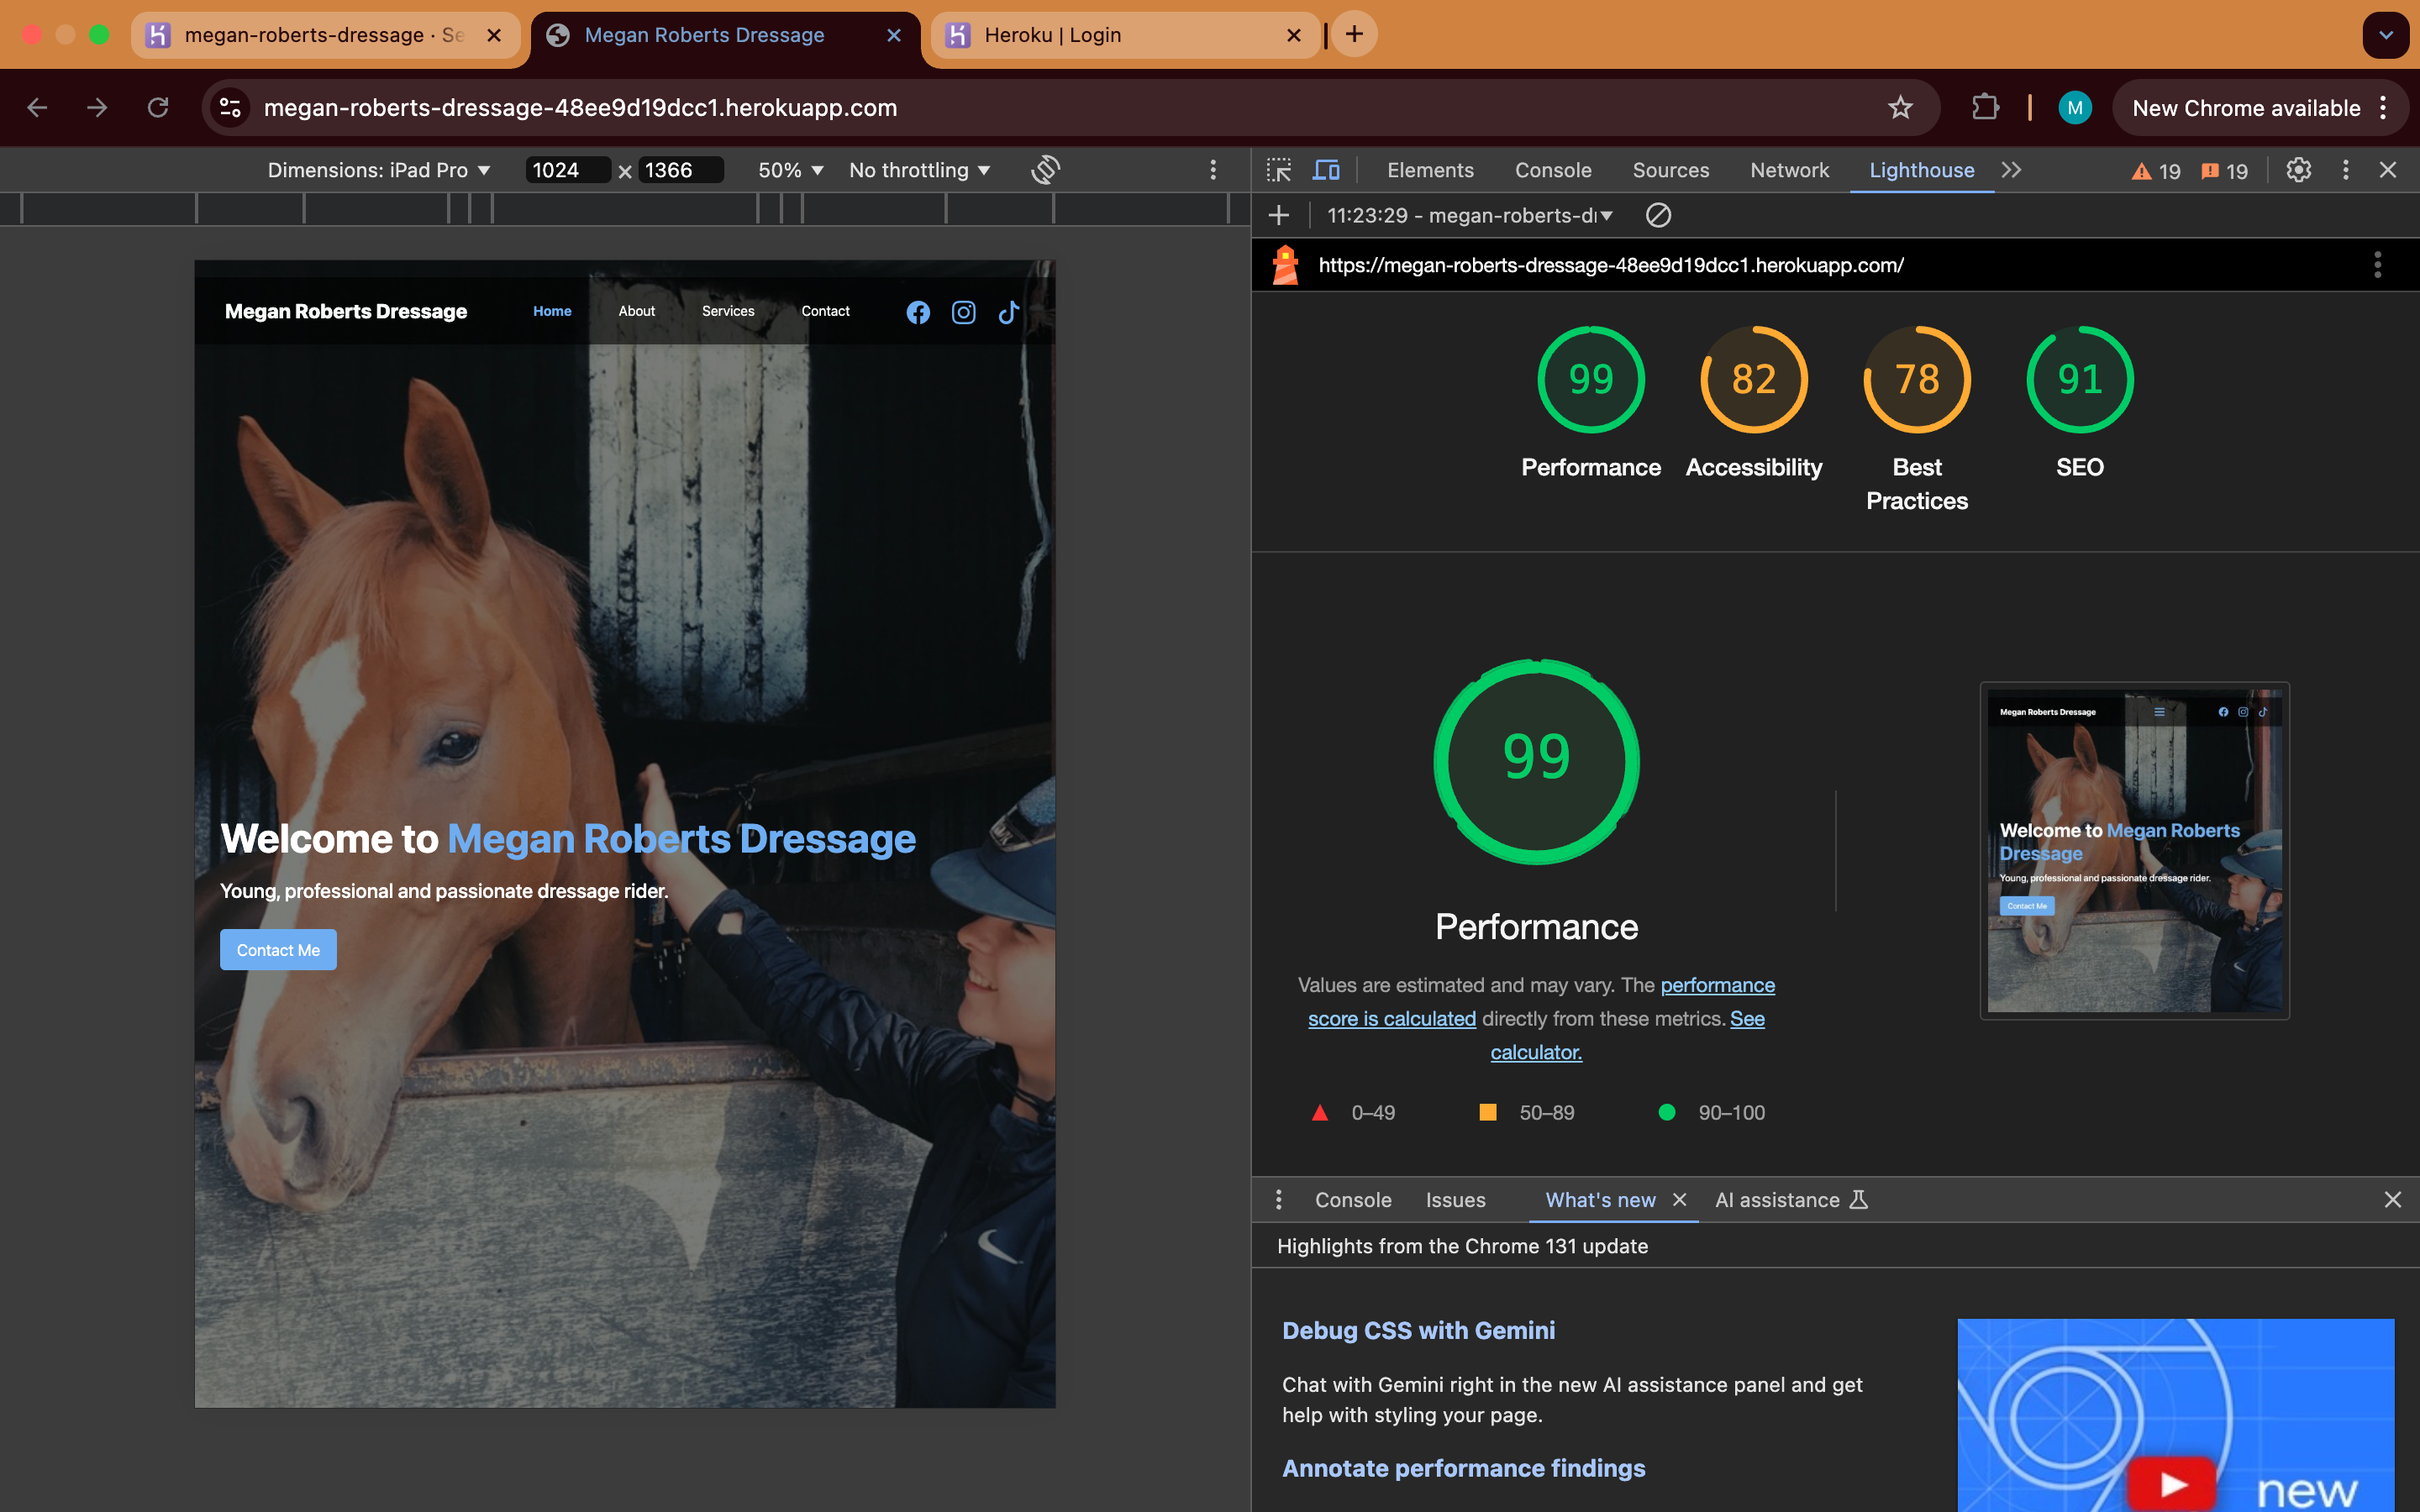 megan-roberts-dressage · Se
Megan Roberts Dressage
Heroku | Login
megan-roberts-dressage-48ee9d19dcc1.herokuapp.com
M
New Chrome available
Dimensions: iPad Pro
1024 × 1366
50%
No throttling
Elements
Console
Sources
Network
Lighthouse
19
19
11:23:29 - megan-roberts-d
https://megan-roberts-dressage-48ee9d19dcc1.herokuapp.com/
Megan Roberts Dressage
Home
About
Services
Contact
Welcome to Megan Roberts Dressage
Young, professional and passionate dressage rider.
Contact Me
99
82
78
91
Performance
Accessibility
Best
Practices
SEO
99
Performance
Values are estimated and may vary. The performance
score is calculated directly from these metrics. See
calculator.
0–49
50–89
90–100
Megan Roberts Dressage
Welcome to Megan Roberts
Dressage
Young, professional and passionate dressage rider.
Contact Me
Console
Issues
What's new
AI assistance
Highlights from the Chrome 131 update
Debug CSS with Gemini
Chat with Gemini right in the new AI assistance panel and get
help with styling your page.
Annotate performance findings
new